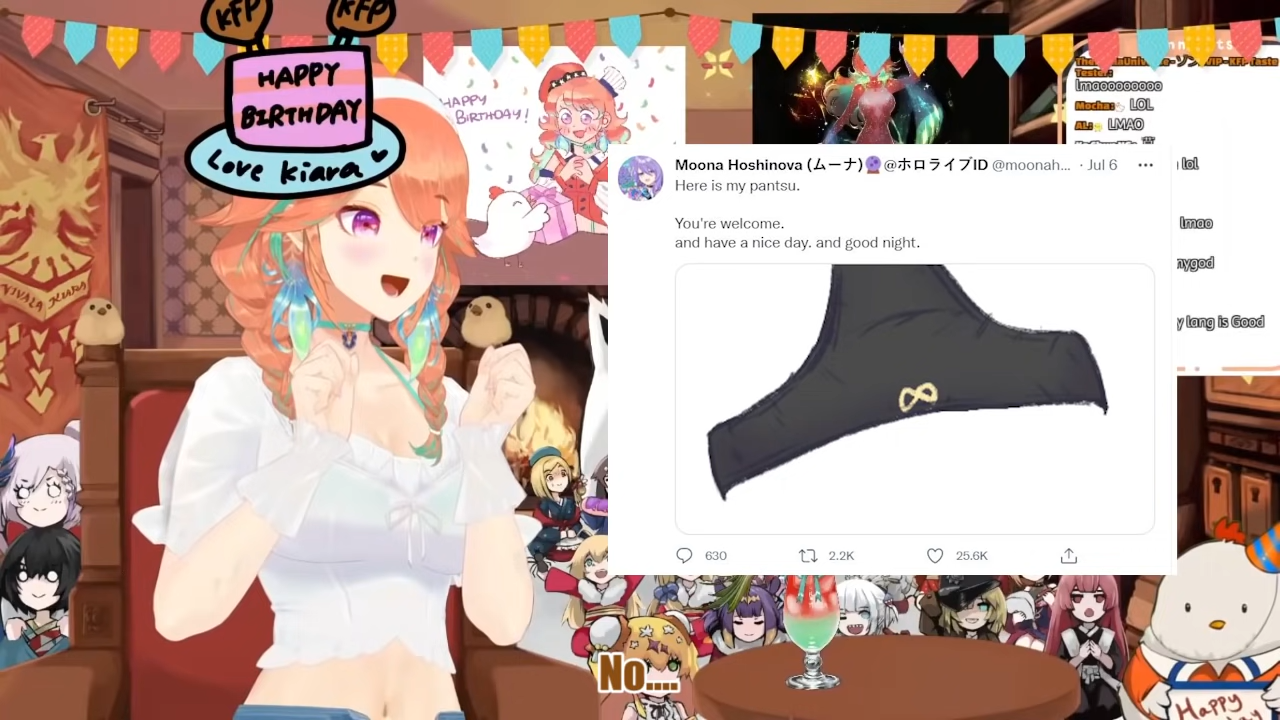 KFP
KFP
HAPPY
BIRTHDAY
Love Kiara
HAPPY
BIRTHDAY!
VIVALA KIARA
Tester:
lmaooooooooo
Mocha: LOL
AL: LMAO
lol
lmao
mygod
y lang is Good
Moona Hoshinova (ムーナ)🔮@ホロライブID @moonah... · Jul 6
Here is my pantsu.
You're welcome.
and have a nice day. and good night.
630
2.2K
25.6K
No....
Happy